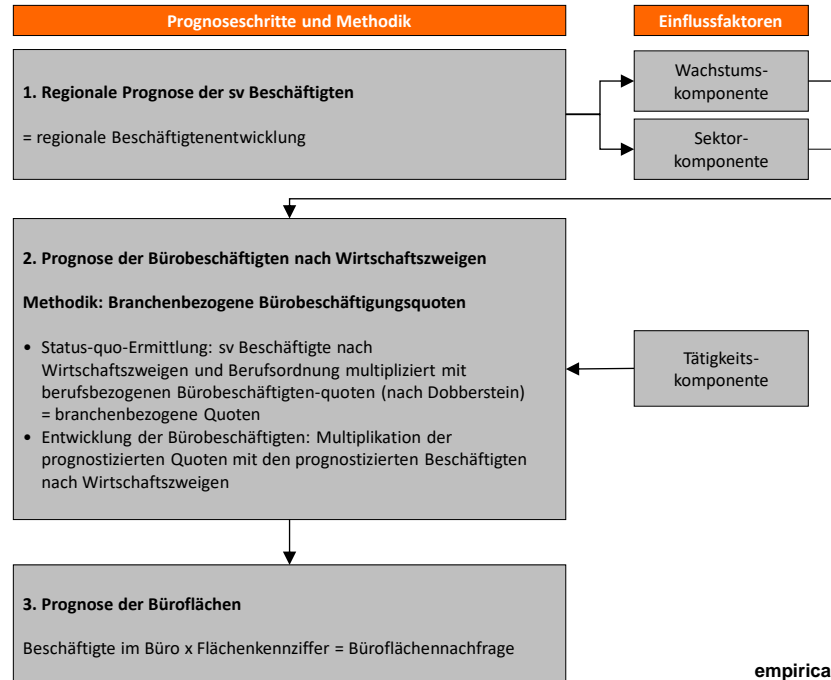 Prognoseschritte und Methodik
Einflussfaktoren
1. Regionale Prognose der sv Beschäftigten
= regionale Beschäftigtenentwicklung
Wachstums-
komponente
Sektor-
komponente
2. Prognose der Bürobeschäftigten nach Wirtschaftszweigen
Methodik: Branchenbezogene Bürobeschäftigungsquoten
• Status-quo-Ermittlung: sv Beschäftigte nach
Wirtschaftszweigen und Berufsordnung multipliziert mit
berufsbezogenen Bürobeschäftigten-quoten (nach Dobberstein)
= branchenbezogene Quoten
• Entwicklung der Bürobeschäftigten: Multiplikation der
prognostizierten Quoten mit den prognostizierten Beschäftigten
nach Wirtschaftszweigen
Tätigkeits-
komponente
3. Prognose der Büroflächen
Beschäftigte im Büro x Flächenkennziffer = Büroflächennachfrage
empirica